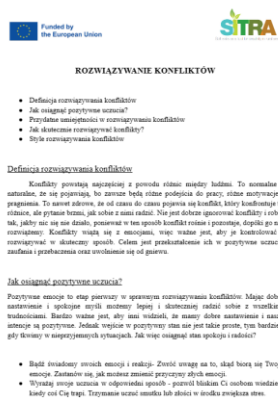 Funded by
the European Union
SITRA
ROZWIĄZYWANIE KONFLIKTÓW
● Definicja rozwiązywania konfliktów
● Jak osiągnąć pozytywne uczucia?
● Przydatne umiejętności w rozwiązywaniu konfliktów
● Jak skutecznie rozwiązywać konflikty?
● Style rozwiązywania konfliktów
Definicja rozwiązywania konfliktów
Konflikty powstają najczęściej z powodu różnic między ludźmi. To normalne
naturalne, że się pojawiają, bo zawsze będą różne podejścia do pracy, różne motywacje
pragnienia. To nawet zdrowe, że od czasu do czasu pojawia się konflikt, który konfrontuje
różnice, ale pytanie brzmi, jak sobie z nimi radzić. Nie jest dobrze ignorować konflikty i rob
tak, jakby nic się nie działo, ponieważ w ten sposób konflikt rośnie i pozostaje, dopóki go n
rozwiążemy. Konflikty wiążą się z emocjami, więc ważne jest, aby je kontrolować
rozwiązywać w skuteczny sposób. Celem jest przekształcenie ich w pozytywne uczuc
zaufania i przebaczenia oraz uwolnienie się od gniewu.
Jak osiągnąć pozytywne uczucia?
Pozytywne emocje to etap pierwszy w sprawnym rozwiązywaniu konfliktów. Mając dob
nastawienie i spokojne myśli możemy lepiej i skuteczniej radzić sobie z wszelkie
trudnościami. Bardzo ważne jest, aby inni widzieli, że mamy dobre nastawienie i nasz
intencje są pozytywne. Jednak wejście w pozytywny stan nie jest takie proste, tym bardzie
gdy tkwimy w nieprzyjemnych sytuacjach. Jak więc osiągnąć stan spokoju i radości?
● Bądź świadomy swoich emocji i reakcji- Zwróć uwagę na to, skąd biorą się Twoj
emocje. Zastanów się, jak możesz zmienić przyczyny złych emocji.
● Wyrażaj swoje uczucia w odpowiedni sposób - pozwól bliskim Ci osobom wiedzie
kiedy coś Cię trapi. Trzymanie uczuć smutku lub złości w środku zwiększa stres.